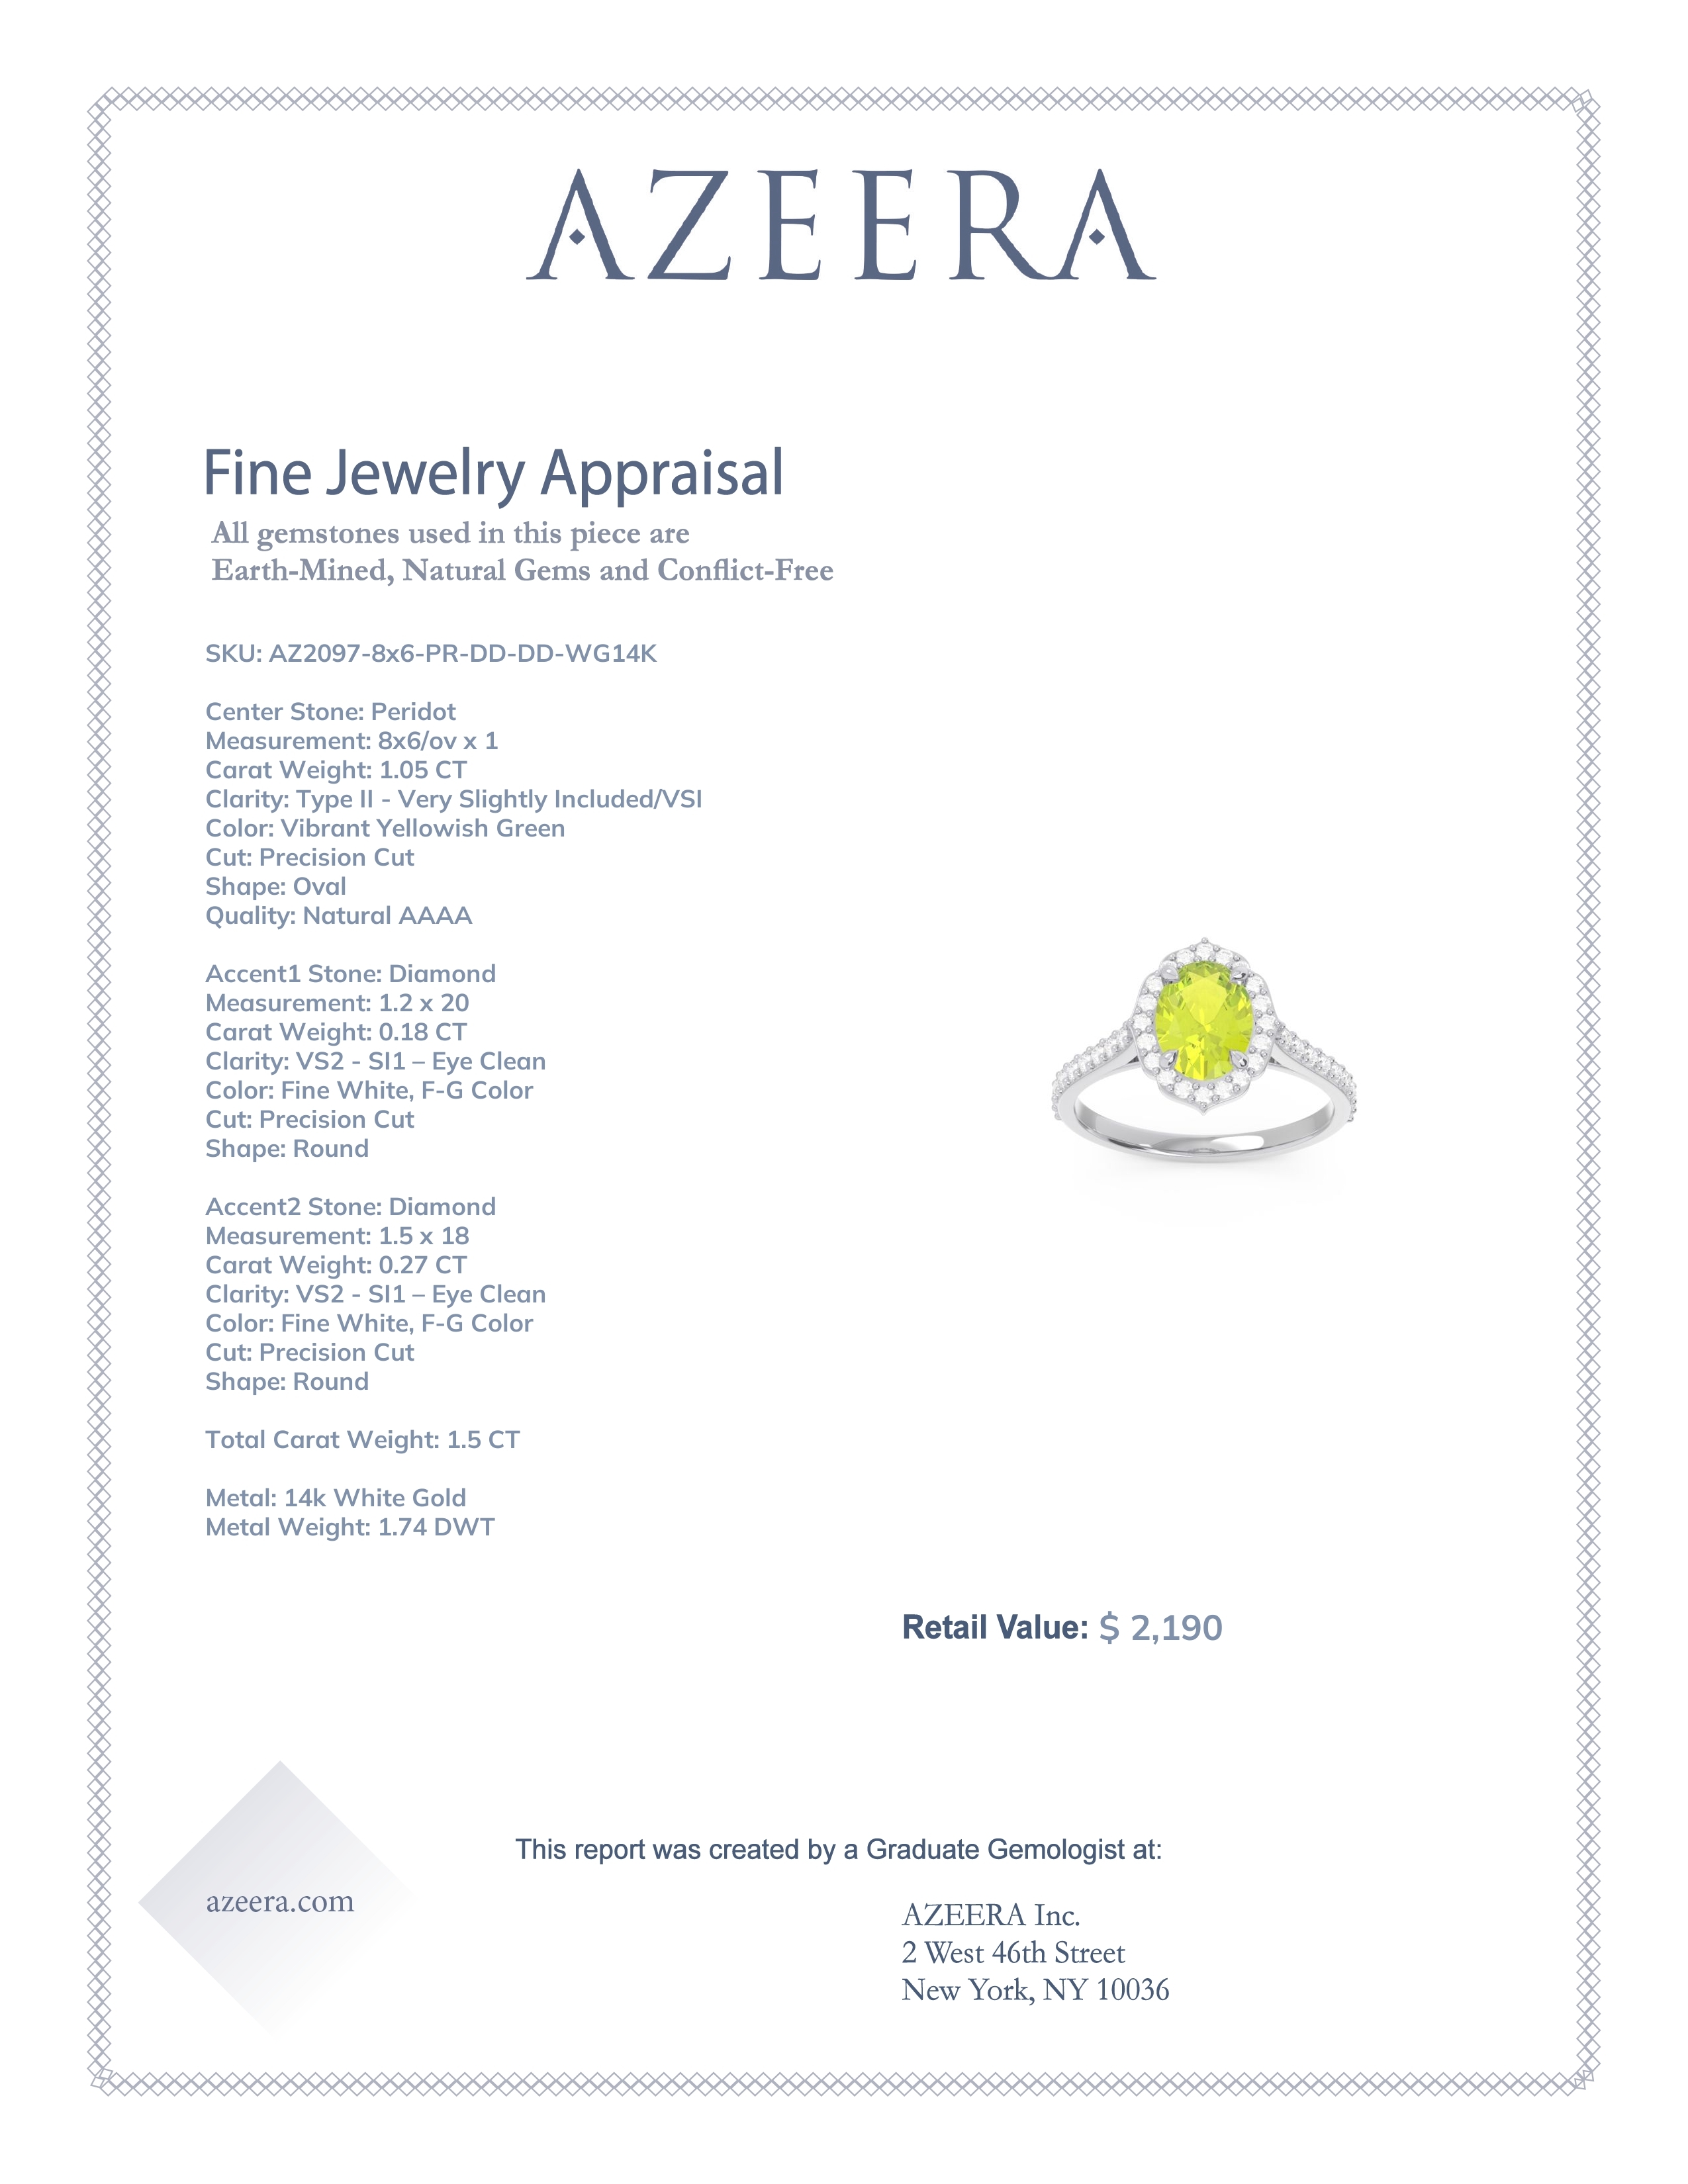 AZEERA
Fine Jewelry Appraisal
All gemstones used in this piece are
Earth-Mined, Natural Gems and Conflict-Free
SKU: AZ2097-8x6-PR-DD-DD-WG14K
Center Stone: Peridot
Measurement: 8x6/ov x 1
Carat Weight: 1.05 CT
Clarity: Type II - Very Slightly Included/VSI
Color: Vibrant Yellowish Green
Cut: Precision Cut
Shape: Oval
Quality: Natural AAAA
Accent1 Stone: Diamond
Measurement: 1.2 x 20
Carat Weight: 0.18 CT
Clarity: VS2 - SI1 – Eye Clean
Color: Fine White, F-G Color
Cut: Precision Cut
Shape: Round
Accent2 Stone: Diamond
Measurement: 1.5 x 18
Carat Weight: 0.27 CT
Clarity: VS2 - SI1 – Eye Clean
Color: Fine White, F-G Color
Cut: Precision Cut
Shape: Round
Total Carat Weight: 1.5 CT
Metal: 14k White Gold
Metal Weight: 1.74 DWT
Retail Value: $ 2,190
This report was created by a Graduate Gemologist at:
azeera.com
AZEERA Inc.
2 West 46th Street
New York, NY 10036